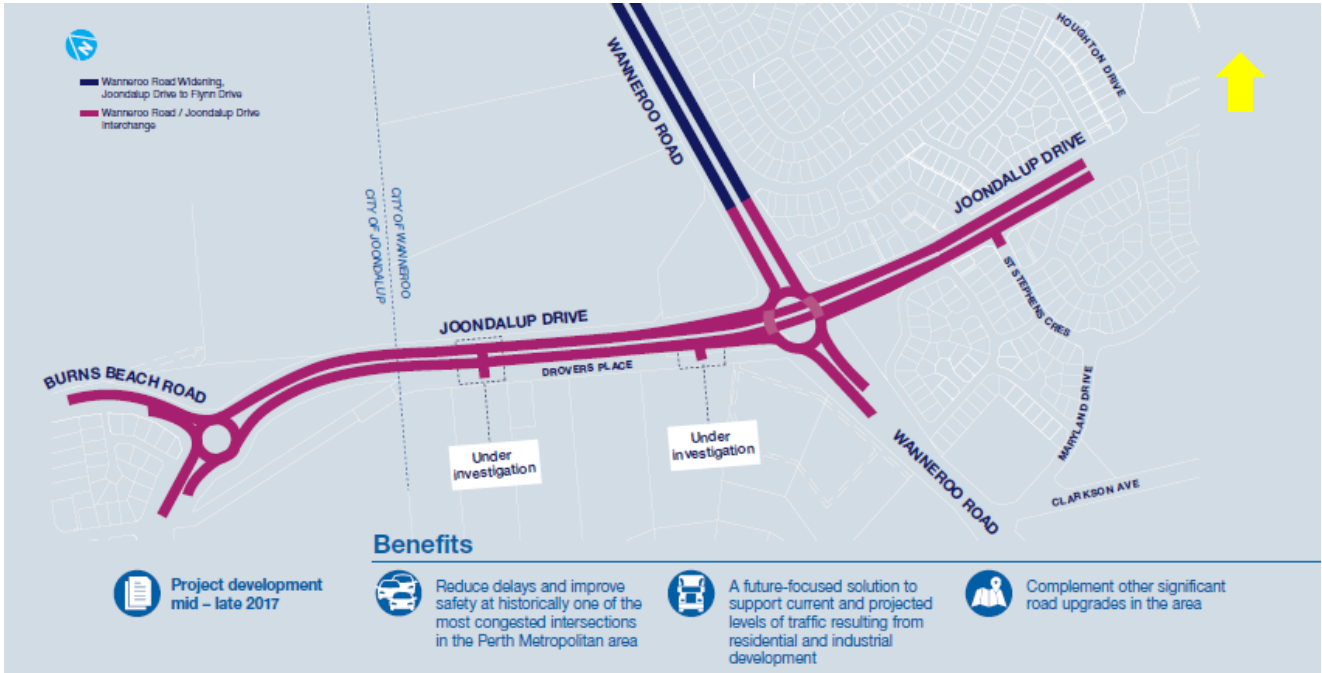 N
Wanneroo Road Widening,
Joondalup Drive to Flynn Drive
Wanneroo Road / Joondalup Drive
Interchange
WANNEROO ROAD
HOUGHTON DRIVE
JOONDALUP DRIVE
CITY OF JOONDALUP
CITY OF WANNEROO
ST STEPHENS CRES
JOONDALUP DRIVE
DROVERS PLACE
BURNS BEACH ROAD
MARYLAND DRIVE
Under
investigation
Under
investigation
WANNEROO ROAD
CLARKSON AVE
Benefits
Project development
mid – late 2017
Reduce delays and improve
safety at historically one of the
most congested intersections
in the Perth Metropolitan area
A future-focused solution to
support current and projected
levels of traffic resulting from
residential and industrial
development
Complement other significant
road upgrades in the area